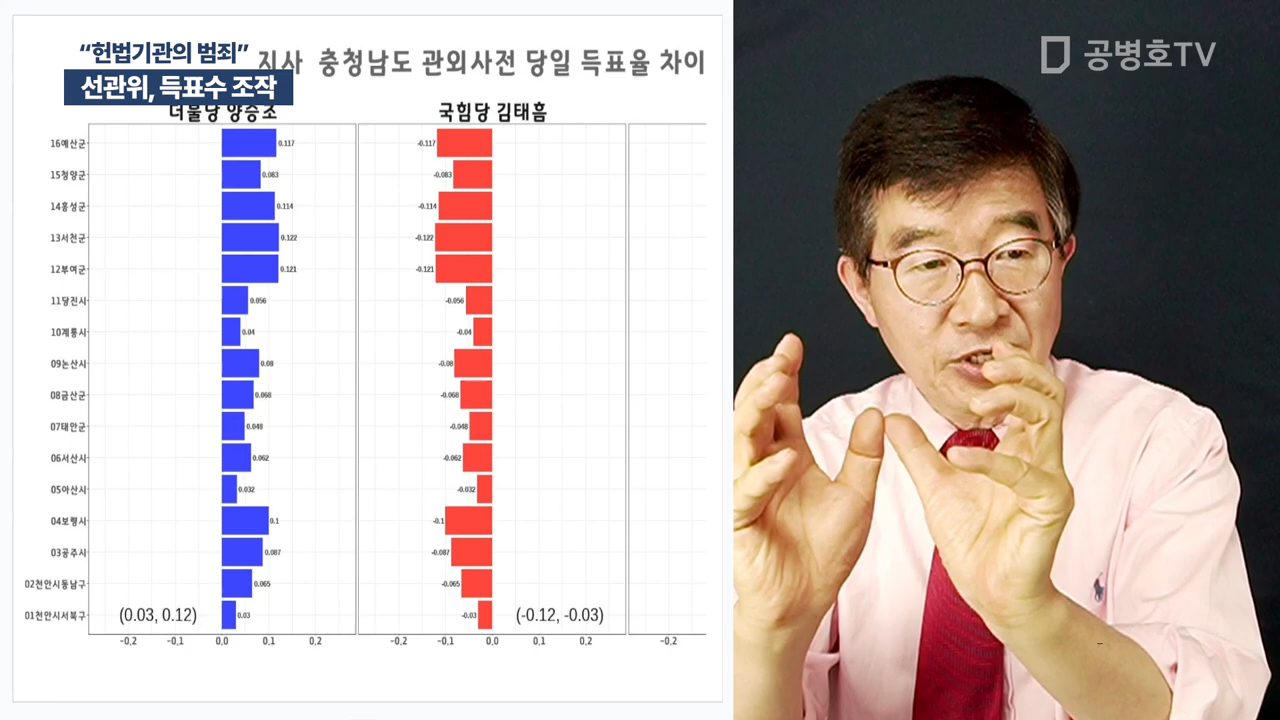 “헌법기관의 범죄”
선관위, 득표수 조작
지사 충청남도 관외사전 당일 득표율 차이
공병호TV
더불당 양승조
국힘당 김태흠
16예산군 0.117 -0.117
15청양군 0.083 -0.083
14홍성군 0.114 -0.114
13서천군 0.122 -0.122
12부여군 0.121 -0.121
11당진시 0.056 -0.056
10계룡시 0.04 -0.04
09논산시 0.08 -0.08
08금산군 0.068 -0.068
07태안군 0.048 -0.048
06서산시 0.062 -0.062
05아산시 0.032 -0.032
04보령시 0.1 -0.1
03공주시 0.087 -0.087
02천안시동남구 0.065 -0.065
01천안시서북구 (0.03, 0.12) 0.03 -0.03 (-0.12, -0.03)
-0.2 -0.1 0.0 0.1 0.2 -0.2 -0.1 0.0 0.1 0.2 -0.2